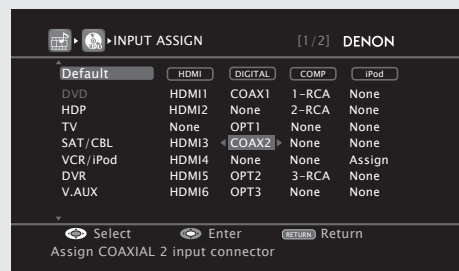 INPUT ASSIGN [1/2] DENON
Default HDMI DIGITAL COMP iPod
DVD HDMI1 COAX1 1-RCA None
HDP HDMI2 None 2-RCA None
TV None OPT1 None None
SAT/CBL HDMI3 COAX2 None None
VCR/iPod HDMI4 None None Assign
DVR HDMI5 OPT2 3-RCA None
V.AUX HDMI6 OPT3 None None
Select Enter RETURN Return
Assign COAXIAL 2 input connector